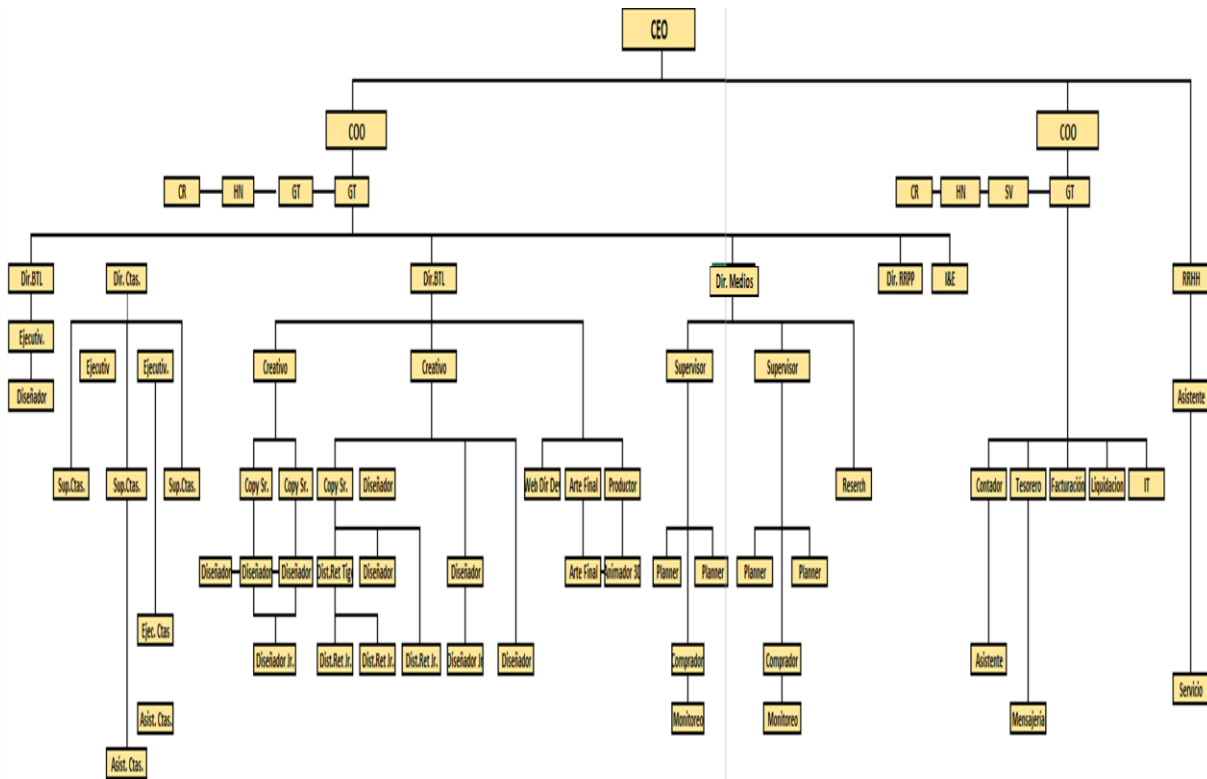 CEO
COO
COO
CR
HN
GT
GT
CR
HN
SV
GT
Dir.BTL
Dir. Ctas.
Dir.BTL
Dir. Medios
Dir. RRPP
I&E
RRHH
Ejecutiv.
Ejecutiv
Ejecutiv.
Creativo
Creativo
Supervisor
Supervisor
Diseñador
Asistente
Sup.Ctas.
Sup.Ctas.
Sup.Ctas.
Copy Sr.
Copy Sr.
Copy Sr.
Diseñador
Web Dir Dev
Arte Final
Productor
Reserch
Contador
Tesorero
Facturación
Liquidacion
IT
Diseñador
Diseñador
Diseñador
Dist.Ret Tigo
Diseñador
Diseñador
Arte Final
Animador 3D
Planner
Planner
Planner
Planner
Ejec. Ctas
Diseñador Jr.
Dist.Ret Jr.
Dist.Ret Jr.
Dist.Ret Jr.
Diseñador Jr
Diseñador
Comprador
Comprador
Asistente
Servicio
Asist. Ctas.
Monitoreo
Monitoreo
Mensajeria
Asist. Ctas.